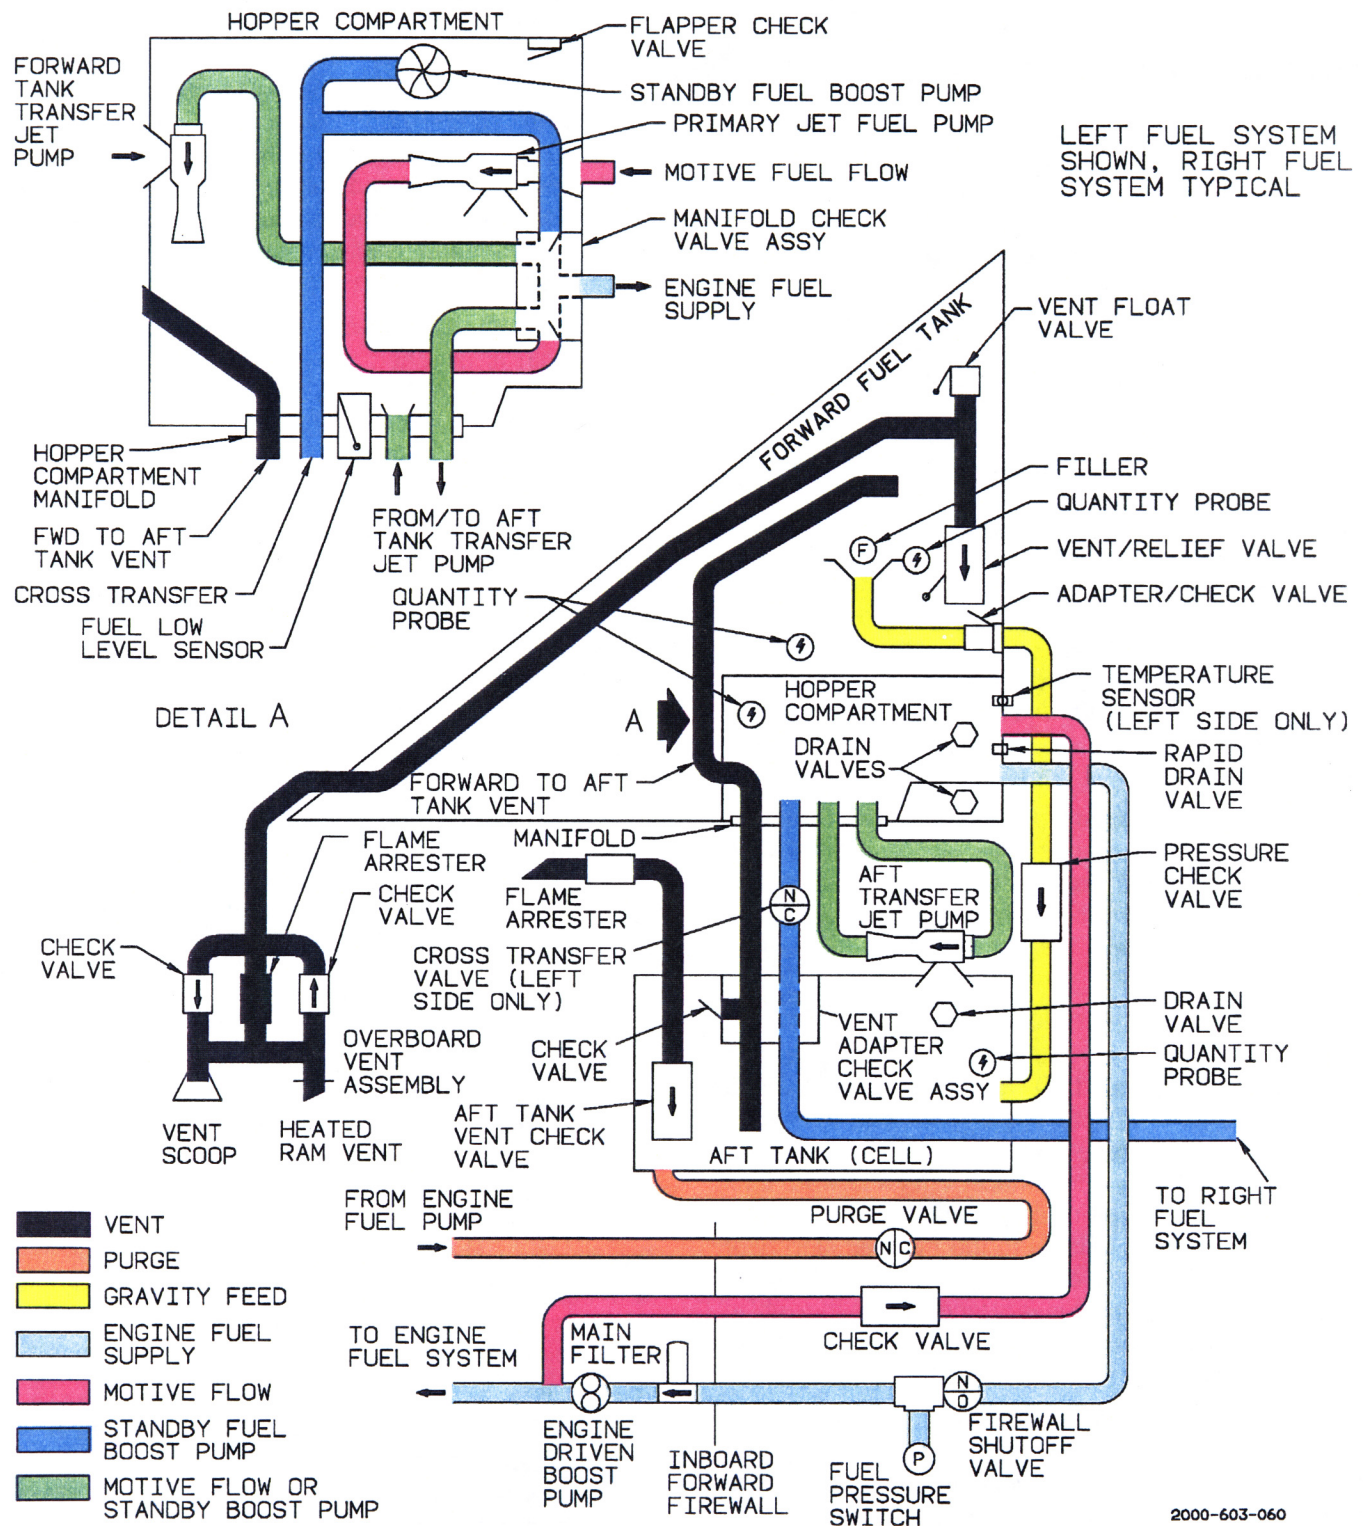 HOPPER COMPARTMENT
FLAPPER CHECK
VALVE
FORWARD
TANK
TRANSFER
JET
PUMP
STANDBY FUEL BOOST PUMP
PRIMARY JET FUEL PUMP
MOTIVE FUEL FLOW
MANIFOLD CHECK
VALVE ASSY
ENGINE FUEL
SUPPLY
LEFT FUEL SYSTEM
SHOWN, RIGHT FUEL
SYSTEM TYPICAL
HOPPER
COMPARTMENT
MANIFOLD
FWD TO AFT
TANK VENT
CROSS TRANSFER
FUEL LOW
LEVEL SENSOR
FROM/TO AFT
TANK TRANSFER
JET PUMP
DETAIL A
FORWARD FUEL TANK
VENT FLOAT
VALVE
FILLER
F
QUANTITY PROBE
VENT/RELIEF VALVE
ADAPTER/CHECK VALVE
QUANTITY
PROBE
TEMPERATURE
SENSOR
(LEFT SIDE ONLY)
A
HOPPER
COMPARTMENT
DRAIN
VALVES
RAPID
DRAIN
VALVE
FORWARD TO AFT
TANK VENT
MANIFOLD
FLAME
ARRESTER
CHECK
VALVE
FLAME
ARRESTER
N
C
AFT
TRANSFER
JET PUMP
PRESSURE
CHECK
VALVE
CHECK
VALVE
CROSS TRANSFER
VALVE (LEFT
SIDE ONLY)
CHECK
VALVE
VENT
ADAPTER
CHECK
VALVE ASSY
DRAIN
VALVE
QUANTITY
PROBE
OVERBOARD
VENT
ASSEMBLY
VENT
SCOOP
HEATED
RAM VENT
AFT TANK
VENT CHECK
VALVE
AFT TANK (CELL)
TO RIGHT
FUEL
SYSTEM
FROM ENGINE
FUEL PUMP
PURGE VALVE
N C
CHECK VALVE
TO ENGINE
FUEL SYSTEM
MAIN
FILTER
N
O
ENGINE
DRIVEN
BOOST
PUMP
INBOARD
FORWARD
FIREWALL
P
FUEL
PRESSURE
SWITCH
FIREWALL
SHUTOFF
VALVE
VENT
PURGE
GRAVITY FEED
ENGINE FUEL
SUPPLY
MOTIVE FLOW
STANDBY FUEL
BOOST PUMP
MOTIVE FLOW OR
STANDBY BOOST PUMP
2000-603-060